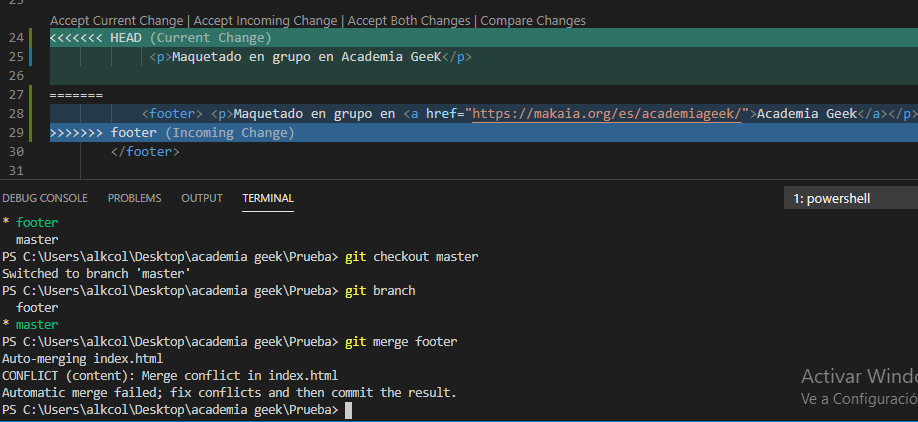 Accept Current Change | Accept Incoming Change | Accept Both Changes | Compare Changes
24 <<<<<<< HEAD (Current Change)
25 <p>Maquetado en grupo en Academia GeeK</p>
26
27 =======
28 <footer> <p>Maquetado en grupo en <a href="https://makaia.org/es/academiageek/">Academia Geek</a></p>
29 >>>>>>> footer (Incoming Change)
30 </footer>
31
DEBUG CONSOLE PROBLEMS OUTPUT TERMINAL 1: powershell
* footer
master
PS C:\Users\alkcol\Desktop\academia geek\Prueba> git checkout master
Switched to branch 'master'
PS C:\Users\alkcol\Desktop\academia geek\Prueba> git branch
footer
* master
PS C:\Users\alkcol\Desktop\academia geek\Prueba> git merge footer
Auto-merging index.html
CONFLICT (content): Merge conflict in index.html
Automatic merge failed; fix conflicts and then commit the result.
PS C:\Users\alkcol\Desktop\academia geek\Prueba>
Activar Windo
Ve a Configuració